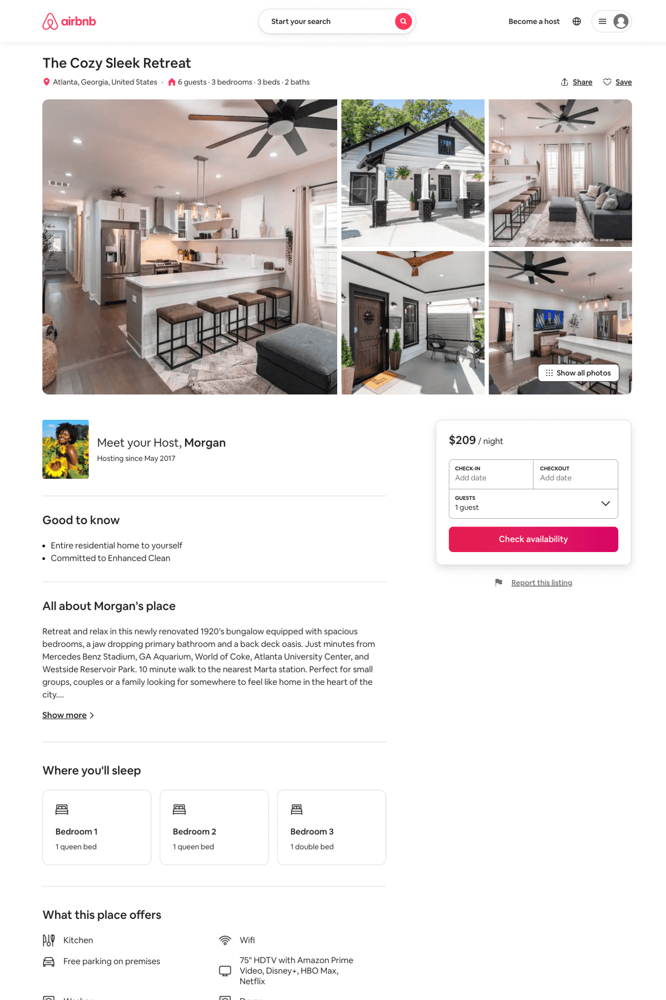 airbnb
Start your search
Become a host
The Cozy Sleek Retreat
Atlanta, Georgia, United States · 6 guests · 3 bedrooms · 3 beds · 2 baths
Share
Save
Show all photos
Meet your Host, Morgan
Hosting since May 2017
$209 / night
CHECK-IN
Add date
CHECKOUT
Add date
GUESTS
1 guest
Check availability
Report this listing
Good to know
• Entire residential home to yourself
• Committed to Enhanced Clean
All about Morgan’s place
Retreat and relax in this newly renovated 1920’s bungalow equipped with spacious
bedrooms, a jaw dropping primary bathroom and a back deck oasis. Just minutes from
Mercedes Benz Stadium, GA Aquarium, World of Coke, Atlanta University Center, and
Westside Reservoir Park. 10 minute walk to the nearest Marta station. Perfect for small
groups, couples or a family looking for somewhere to feel like home in the heart of the
city....
Show more
Where you'll sleep
Bedroom 1
1 queen bed
Bedroom 2
1 queen bed
Bedroom 3
1 double bed
What this place offers
Kitchen
Wifi
Free parking on premises
75" HDTV with Amazon Prime
Video, Disney+, HBO Max,
Netflix
Washer
Dryer